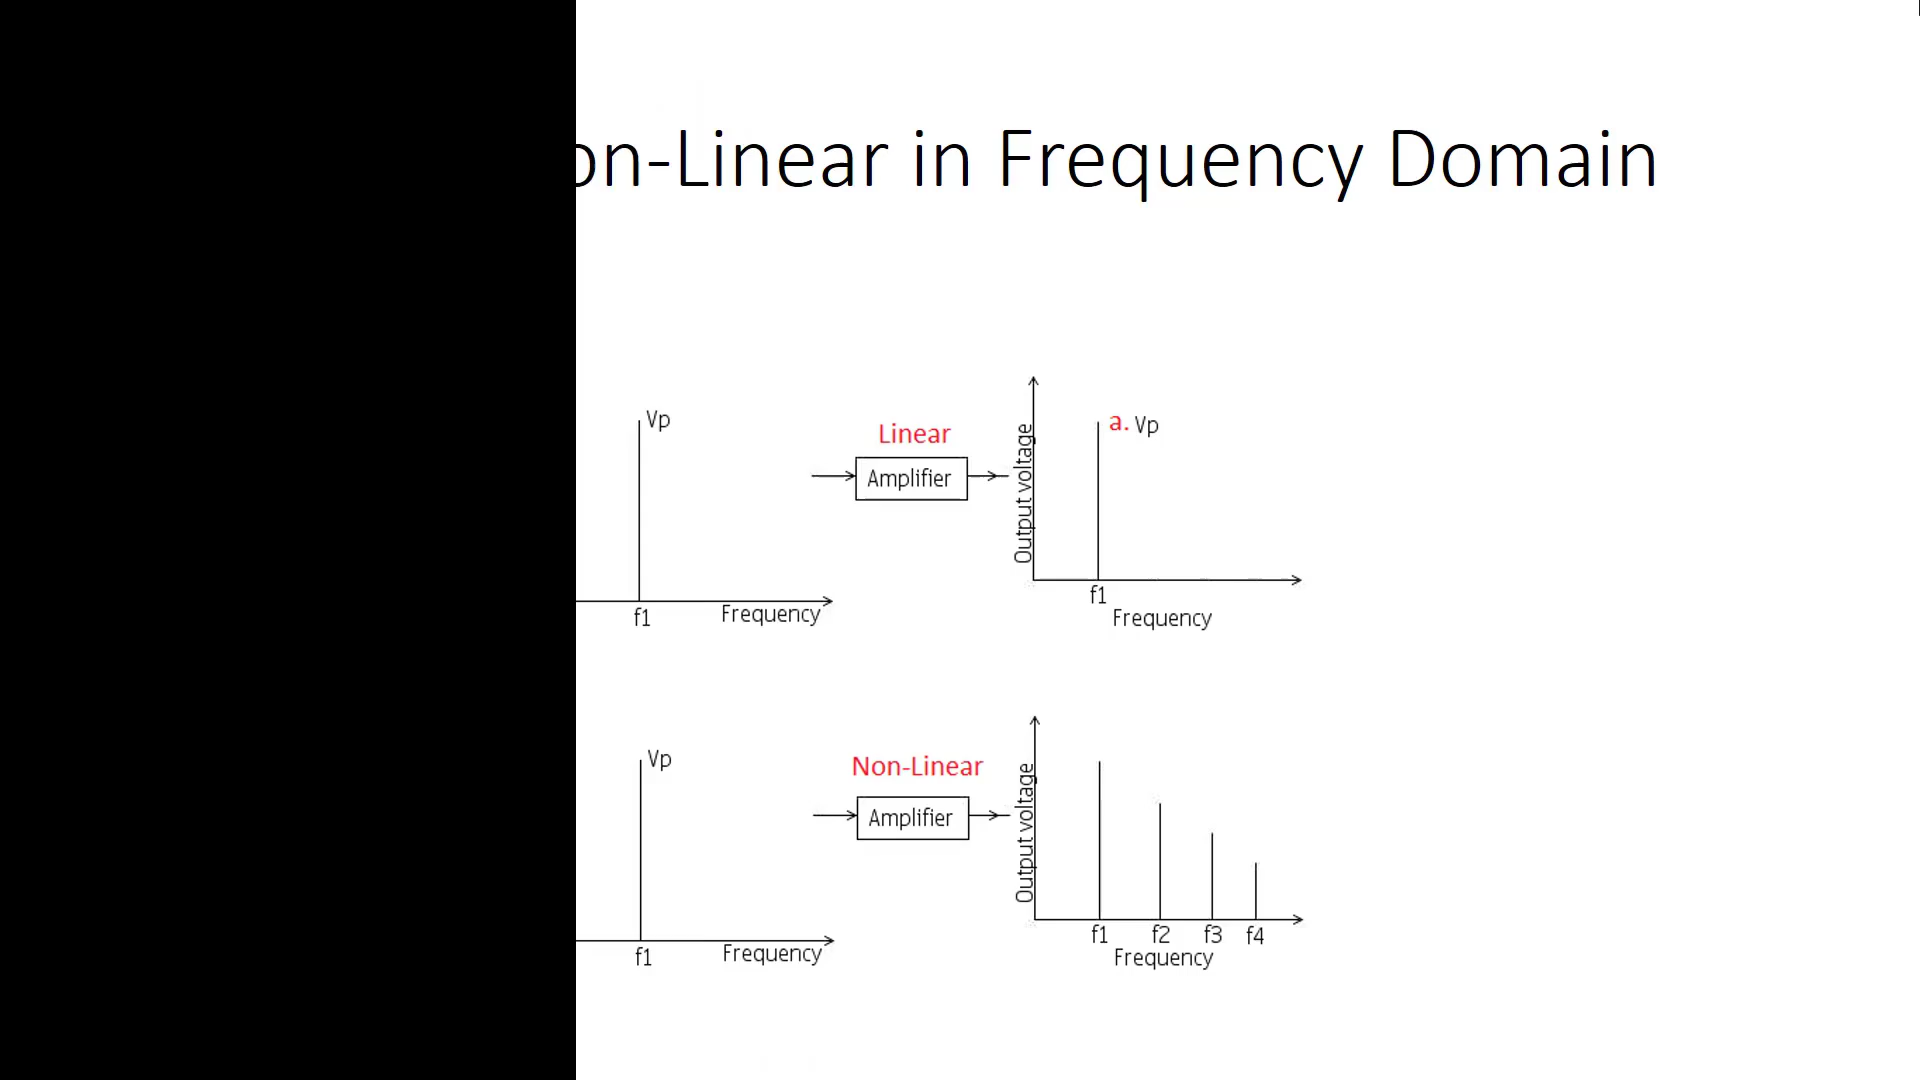 on-Linear in Frequency Domain
Vp
Linear
Amplifier
Output voltage
a. Vp
f1
Frequency
f1
Frequency
Vp
Non-Linear
Amplifier
Output voltage
f1
Frequency
f1 f2 f3 f4
Frequency